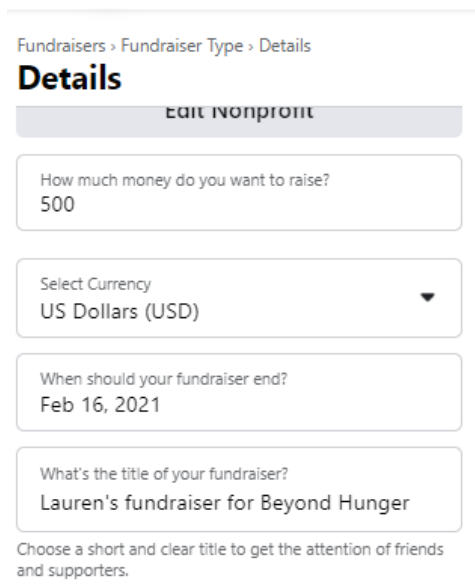 Fundraisers › Fundraiser Type › Details
Details
Edit Nonprofit
How much money do you want to raise?
500
Select Currency
US Dollars (USD)
When should your fundraiser end?
Feb 16, 2021
What's the title of your fundraiser?
Lauren's fundraiser for Beyond Hunger
Choose a short and clear title to get the attention of friends
and supporters.